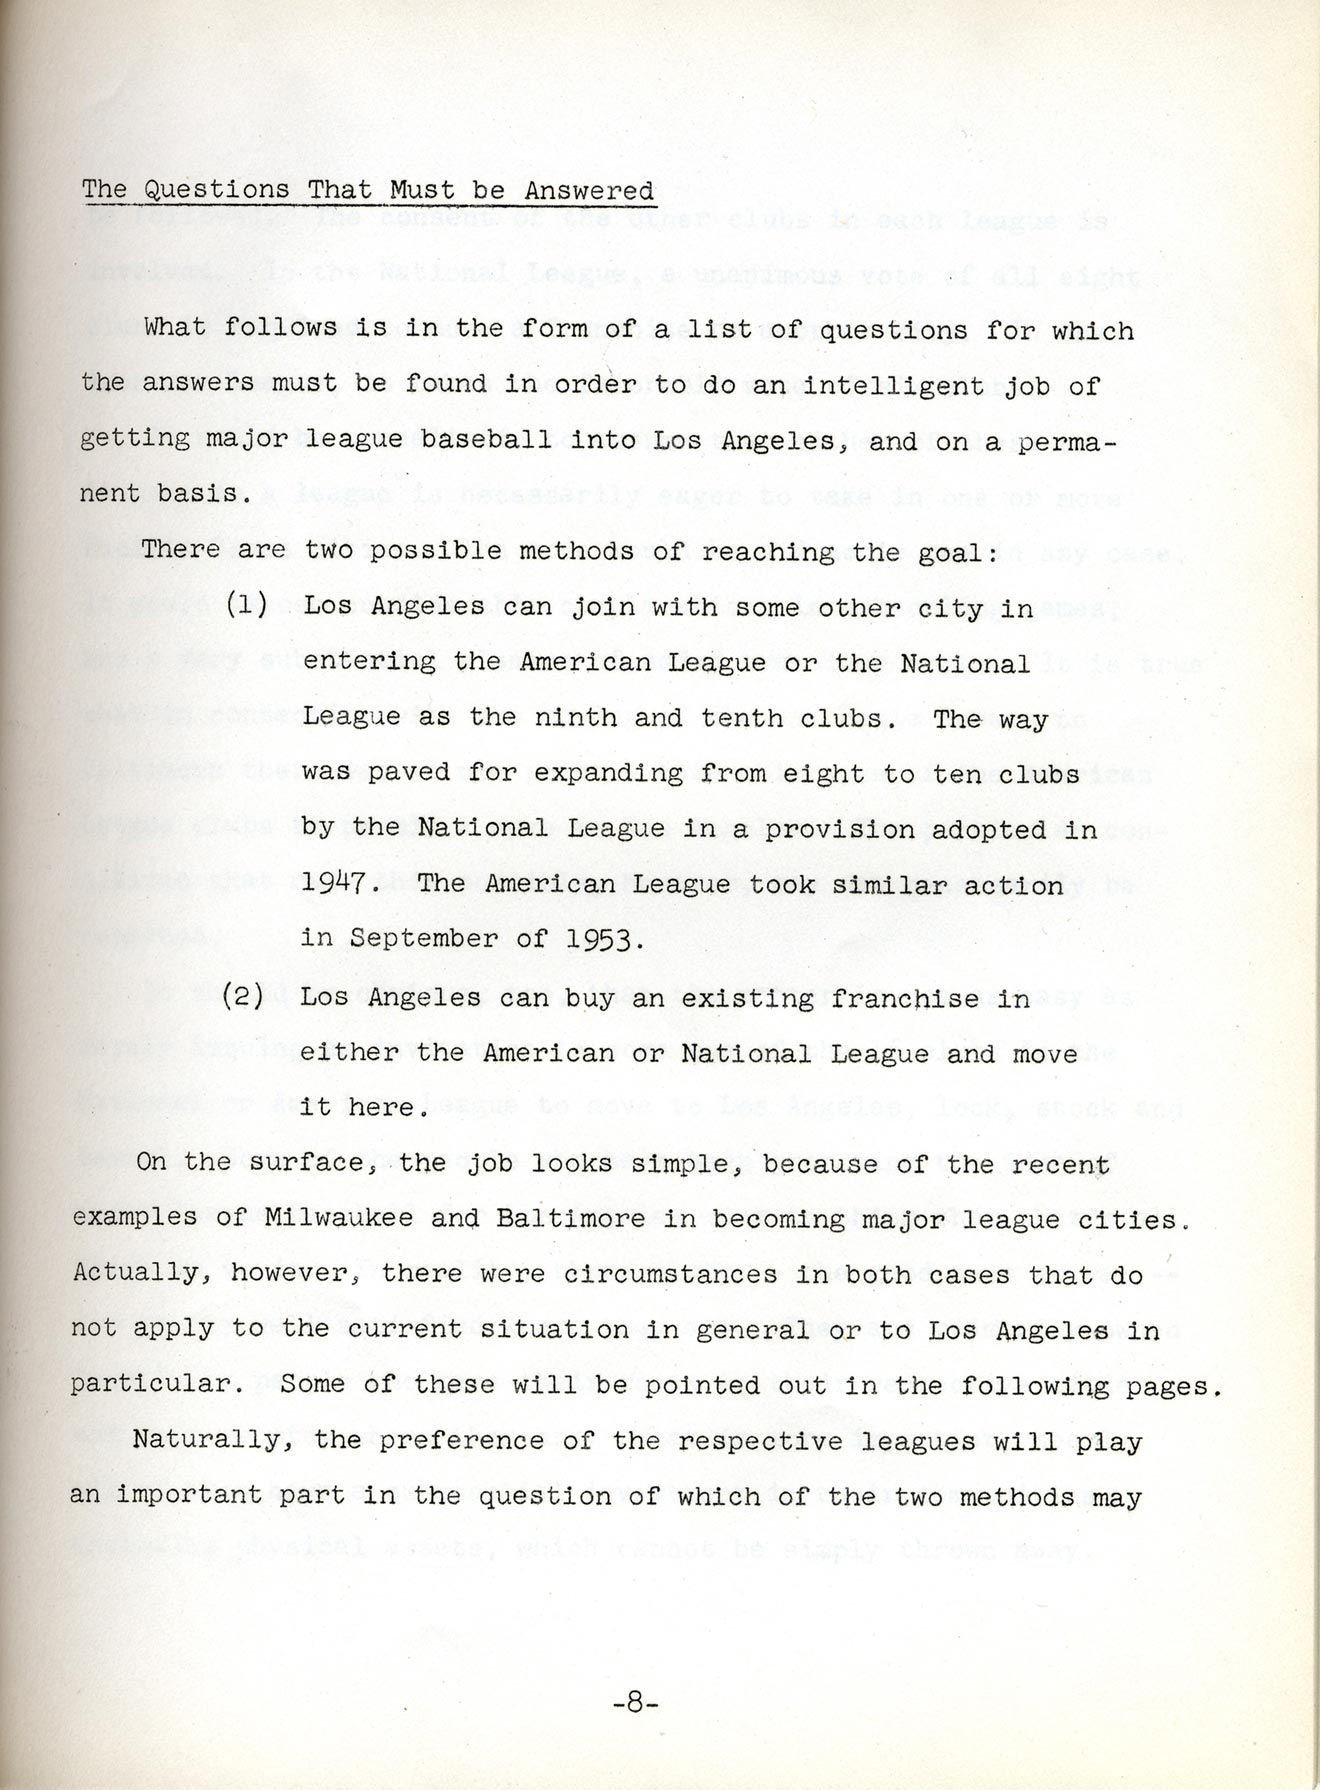 The Questions That Must be Answered
What follows is in the form of a list of questions for which
the answers must be found in order to do an intelligent job of
getting major league baseball into Los Angeles, and on a perma-
nent basis.
There are two possible methods of reaching the goal:
(1) Los Angeles can join with some other city in
entering the American League or the National
League as the ninth and tenth clubs. The way
was paved for expanding from eight to ten clubs
by the National League in a provision adopted in
1947. The American League took similar action
in September of 1953.
(2) Los Angeles can buy an existing franchise in
either the American or National League and move
it here.
On the surface, the job looks simple, because of the recent
examples of Milwaukee and Baltimore in becoming major league cities.
Actually, however, there were circumstances in both cases that do
not apply to the current situation in general or to Los Angeles in
particular. Some of these will be pointed out in the following pages.
Naturally, the preference of the respective leagues will play
an important part in the question of which of the two methods may
-8-